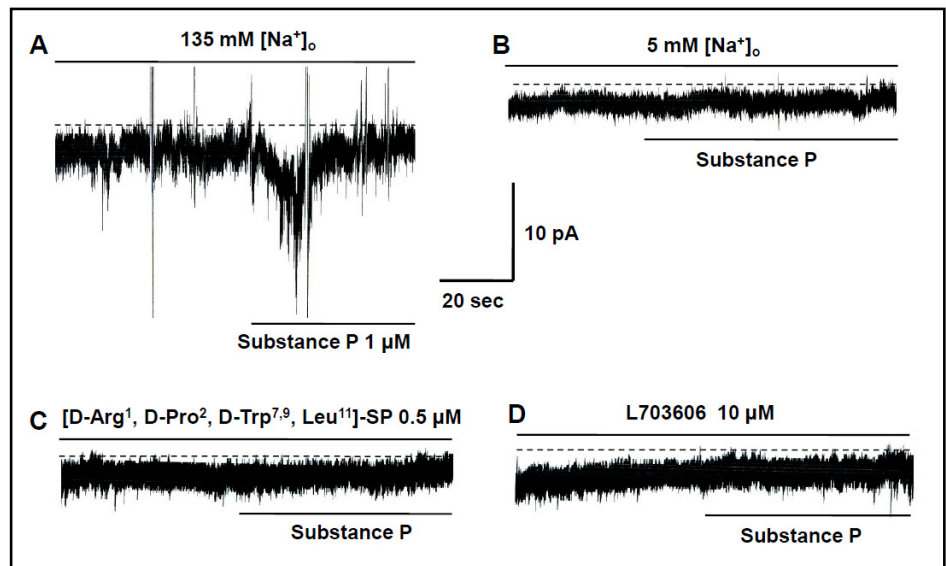 A
135 mM [Na⁺]ₒ
Substance P 1 µM
B
5 mM [Na⁺]ₒ
Substance P
10 pA
20 sec
C
[D-Arg¹, D-Pro², D-Trp⁷,⁹, Leu¹¹]-SP 0.5 µM
Substance P
D
L703606 10 µM
Substance P